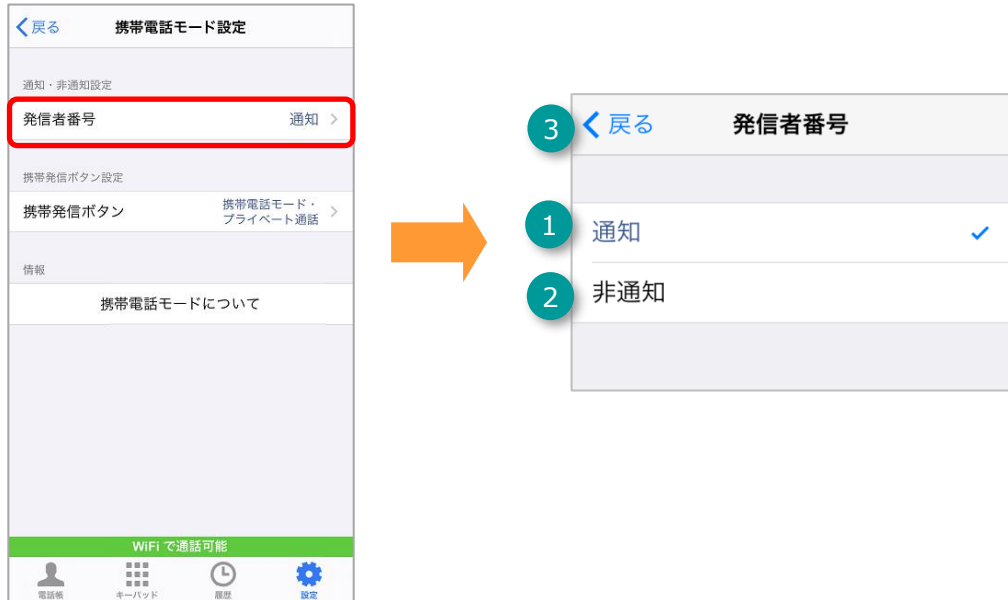 戻る 携帯電話モード設定
通知・非通知設定
発信者番号 通知
携帯発信ボタン設定
携帯発信ボタン 携帯電話モード・
プライベート通話
情報
携帯電話モードについて
WiFi で通話可能
電話帳 キーパッド 履歴 設定
3 戻る 発信者番号
1 通知
2 非通知